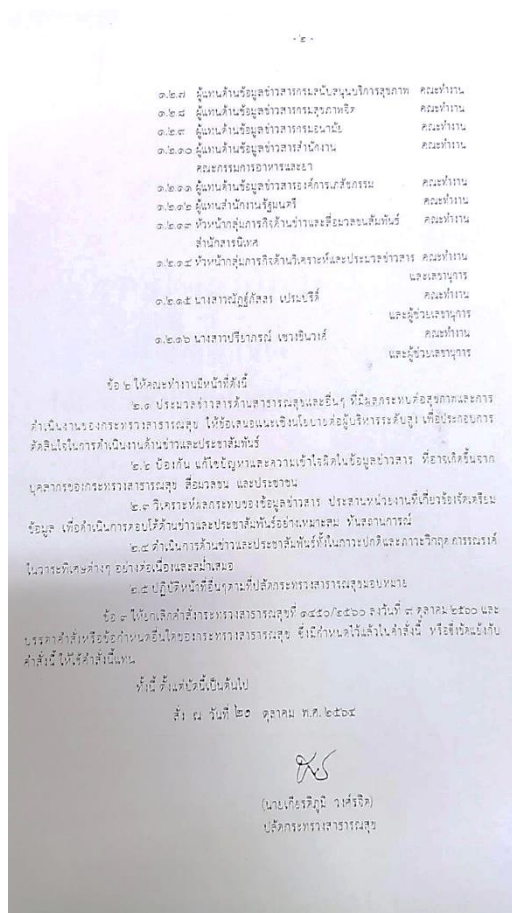 - ๒ -
๑.๒.๗ ผู้แทนด้านข้อมูลข่าวสารกรมสนับสนุนบริการสุขภาพ คณะทำงาน
๑.๒.๘ ผู้แทนด้านข้อมูลข่าวสารกรมสุขภาพจิต คณะทำงาน
๑.๒.๙ ผู้แทนด้านข้อมูลข่าวสารกรมอนามัย คณะทำงาน
๑.๒.๑๐ ผู้แทนด้านข้อมูลข่าวสารสำนักงาน คณะทำงาน
คณะกรรมการอาหารและยา
๑.๒.๑๑ ผู้แทนด้านข้อมูลข่าวสารองค์การเภสัชกรรม คณะทำงาน
๑.๒.๑๒ ผู้แทนสำนักงานรัฐมนตรี คณะทำงาน
๑.๒.๑๓ หัวหน้ากลุ่มภารกิจด้านข่าวและสื่อมวลชนสัมพันธ์ คณะทำงาน
สำนักสารนิเทศ
๑.๒.๑๔ หัวหน้ากลุ่มภารกิจด้านวิเคราะห์และประมวลข่าวสาร คณะทำงาน
และเลขานุการ
๑.๒.๑๕ นางสาวณัฏฐ์ภัสสร เปรมปรีดิ์ คณะทำงาน
และผู้ช่วยเลขานุการ
๑.๒.๑๖ นางสาวปรียาภรณ์ เชวงชินวงศ์ คณะทำงาน
และผู้ช่วยเลขานุการ
ข้อ ๒ ให้คณะทำงานมีหน้าที่ดังนี้
๒.๑ ประมวลข่าวสารด้านสาธารณสุขและอื่นๆ ที่มีผลกระทบต่อสุขภาพและการ
ดำเนินงานของกระทรวงสาธารณสุข ให้ข้อเสนอแนะเชิงนโยบายต่อผู้บริหารระดับสูง เพื่อประกอบการ
ตัดสินใจในการดำเนินงานด้านข่าวและประชาสัมพันธ์
๒.๒ ป้องกัน แก้ไขปัญหาและความเข้าใจผิดในข้อมูลข่าวสาร ที่อาจเกิดขึ้นจาก
บุคลากรของกระทรวงสาธารณสุข สื่อมวลชน และประชาชน
๒.๓ วิเคราะห์ผลกระทบของข้อมูลข่าวสาร ประสานหน่วยงานที่เกี่ยวข้องจัดเตรียม
ข้อมูล เพื่อดำเนินการตอบโต้ด้านข่าวและประชาสัมพันธ์อย่างเหมาะสม ทันสถานการณ์
๒.๔ ดำเนินการด้านข่าวและประชาสัมพันธ์ทั้งในภาวะปกติและภาวะวิกฤต การรณรงค์
ในวาระพิเศษต่างๆ อย่างต่อเนื่องและสม่ำเสมอ
๒.๕ ปฏิบัติหน้าที่อื่นๆตามที่ปลัดกระทรวงสาธารณสุขมอบหมาย
ข้อ ๓ ให้ยกเลิกคำสั่งกระทรวงสาธารณสุขที่ ๑๔๕๐/๒๕๖๐ ลงวันที่ ๙ ตุลาคม ๒๕๖๐ และ
บรรดาคำสั่งหรือข้อกำหนดอื่นใดของกระทรวงสาธารณสุข ซึ่งมีกำหนดไว้แล้วในคำสั่งนี้ หรือซึ่งขัดแย้งกับ
คำสั่งนี้ ให้ใช้คำสั่งนี้แทน
ทั้งนี้ ตั้งแต่บัดนี้เป็นต้นไป
สั่ง ณ วันที่ ๒๐ ตุลาคม พ.ศ. ๒๕๖๔
(นายเกียรติภูมิ วงศ์รจิต)
ปลัดกระทรวงสาธารณสุข